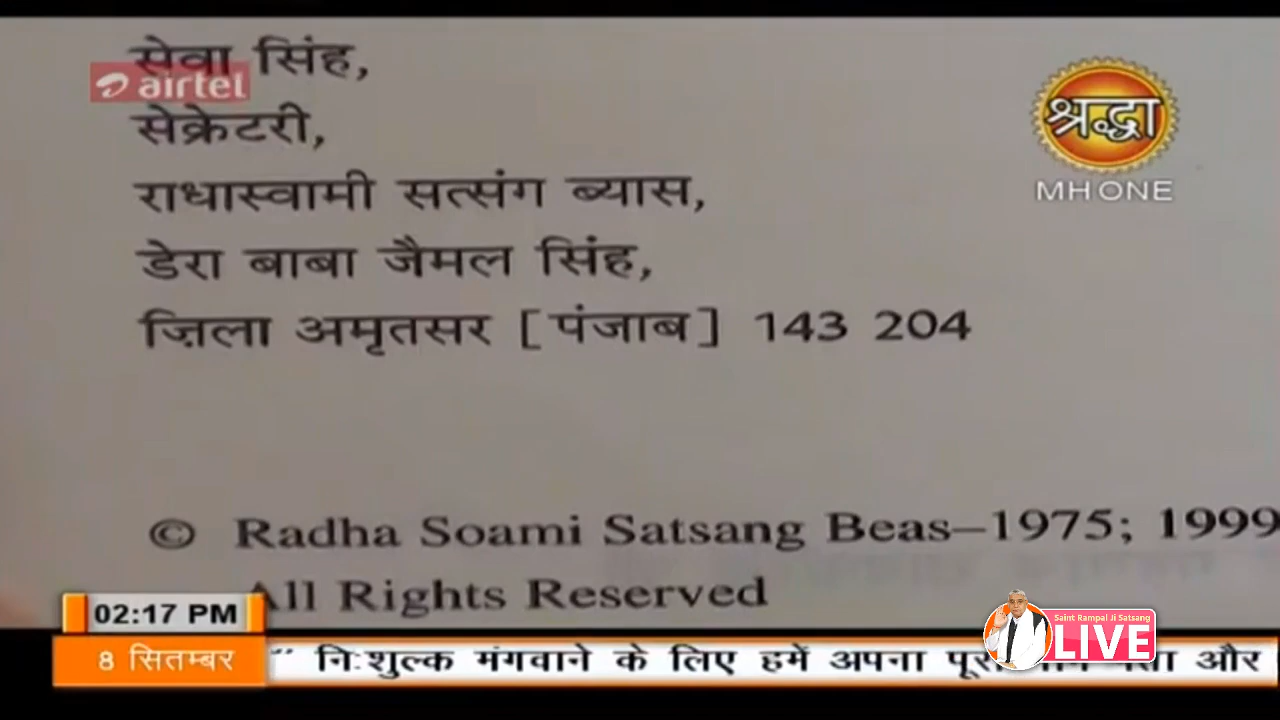 सेवा सिंह,
airtel
सेक्रेटरी,
श्रद्धा
MH ONE
राधास्वामी सत्संग ब्यास,
डेरा बाबा जैमल सिंह,
ज़िला अमृतसर [पंजाब] 143 204
© Radha Soami Satsang Beas–1975; 1999
All Rights Reserved
02:17 PM
Saint Rampal Ji Satsang
LIVE
8 सितम्बर
” निःशुल्क मंगवाने के लिए हमें अपना और